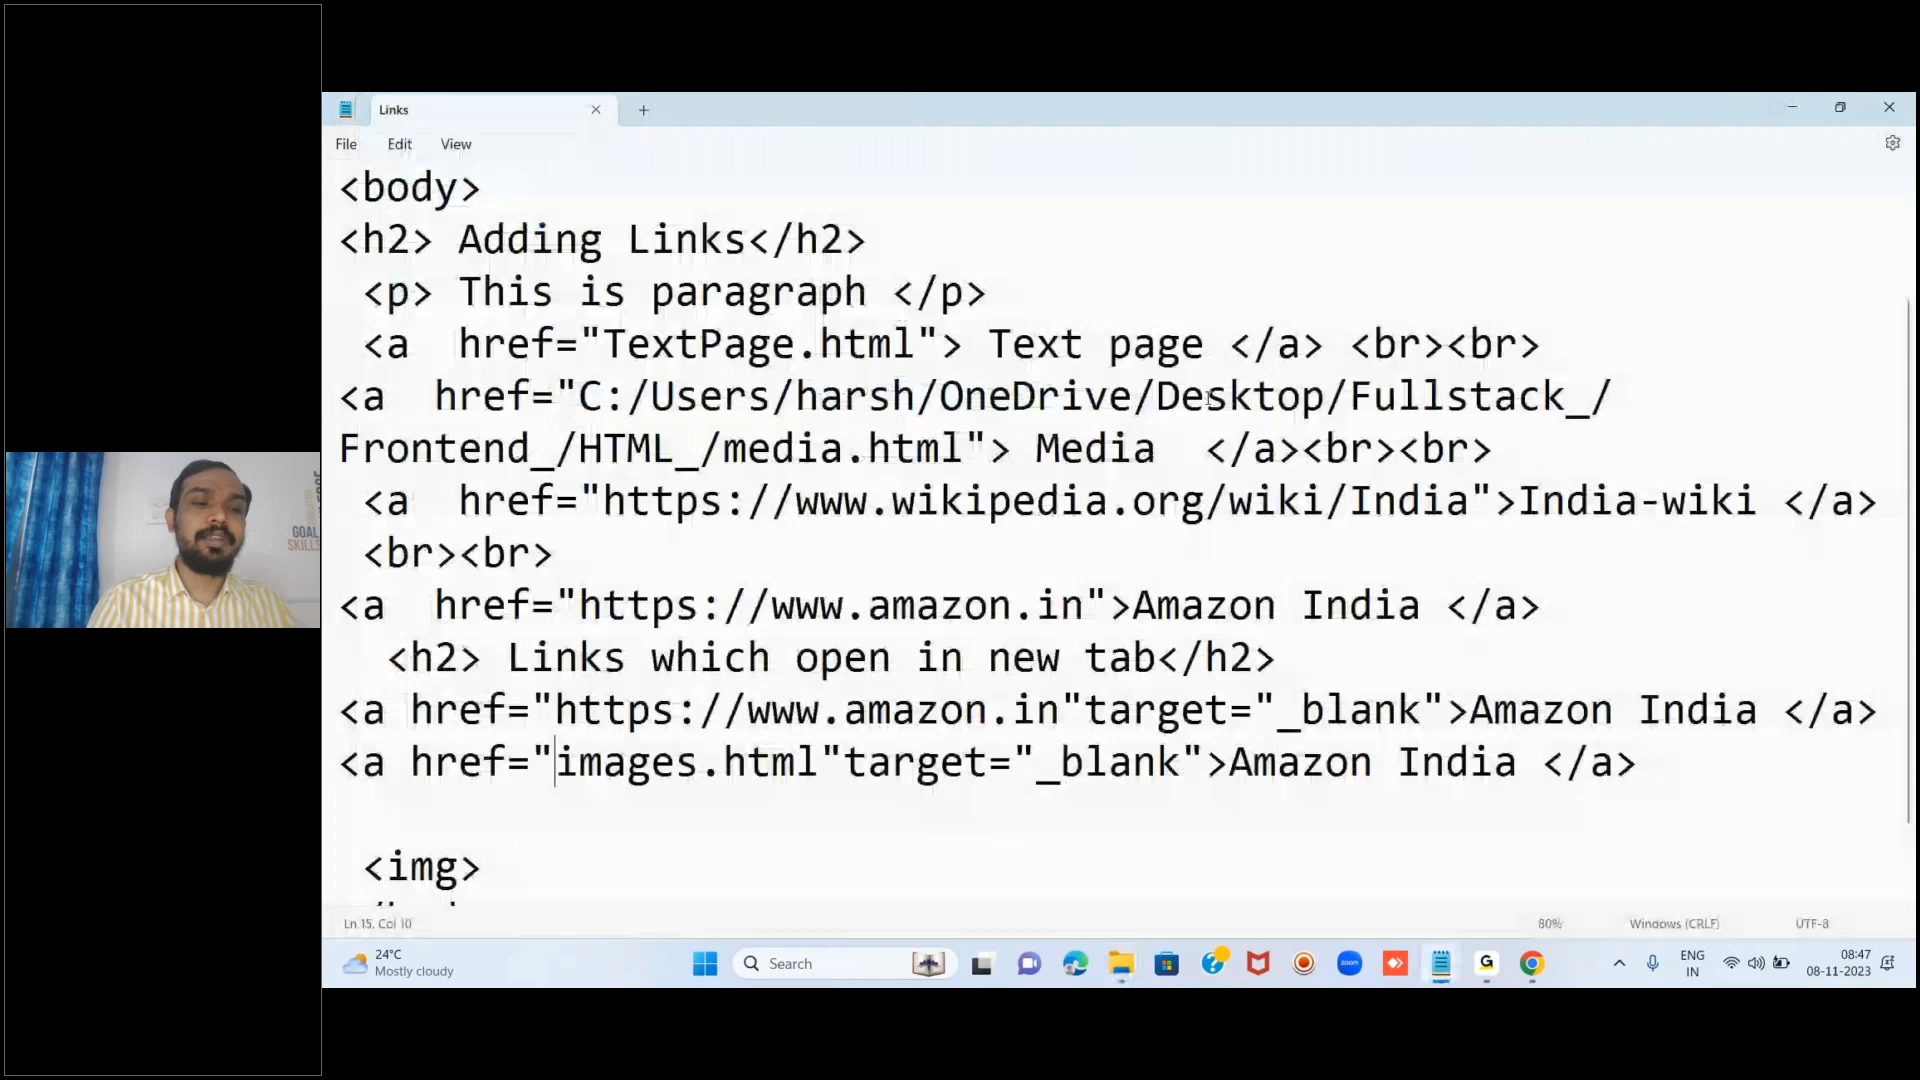 Links
File Edit View
<body>
<h2> Adding Links</h2>
<p> This is paragraph </p>
<a  href="TextPage.html"> Text page </a> <br><br>
<a  href="C:/Users/harsh/OneDrive/Desktop/Fullstack_/
Frontend_/HTML_/media.html"> Media  </a><br><br>
<a  href="https://www.wikipedia.org/wiki/India">India-wiki </a>
<br><br>
<a  href="https://www.amazon.in">Amazon India </a>
<h2> Links which open in new tab</h2>
<a href="https://www.amazon.in"target="_blank">Amazon India </a>
<a href="images.html"target="_blank">Amazon India </a>
<img>
Ln 15, Col 10 80% Windows (CRLF) UTF-8
24°C
Mostly cloudy
Search
zoom
G
ENG
IN
08:47
08-11-2023
GOAL
SKILLS